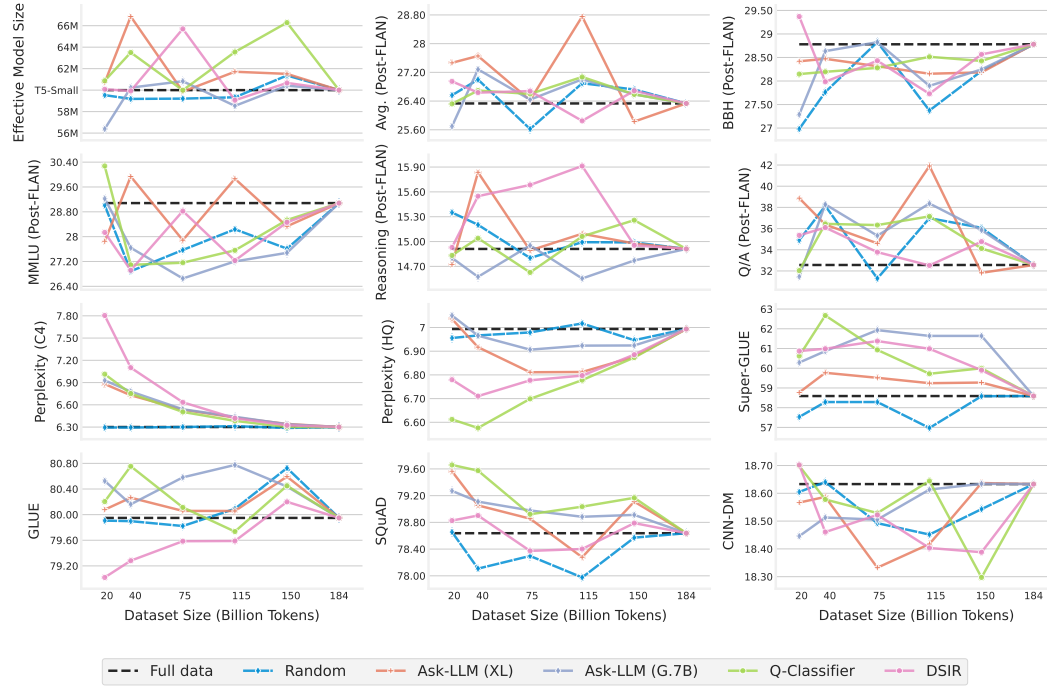 Effective Model Size
66M
64M
62M
T5-Small
58M
56M
Avg. (Post-FLAN)
28.80
28
27.20
26.40
25.60
BBH (Post-FLAN)
29.50
29
28.50
28
27.50
27
MMLU (Post-FLAN)
30.40
29.60
28.80
28
27.20
26.40
Reasoning (Post-FLAN)
15.90
15.60
15.30
15.00
14.70
Q/A (Post-FLAN)
42
40
38
36
34
32
Perplexity (C4)
7.80
7.50
7.20
6.90
6.60
6.30
Perplexity (HQ)
7
6.90
6.80
6.70
6.60
Super-GLUE
63
62
61
60
59
58
57
GLUE
80.80
80.40
80.00
79.60
79.20
20 40 75 115 150 184
Dataset Size (Billion Tokens)
SQuAD
79.60
79.20
78.80
78.40
78.00
20 40 75 115 150 184
Dataset Size (Billion Tokens)
CNN-DM
18.70
18.60
18.50
18.40
18.30
20 40 75 115 150 184
Dataset Size (Billion Tokens)
Full data Random Ask-LLM (XL) Ask-LLM (G.7B) Q-Classifier DSIR